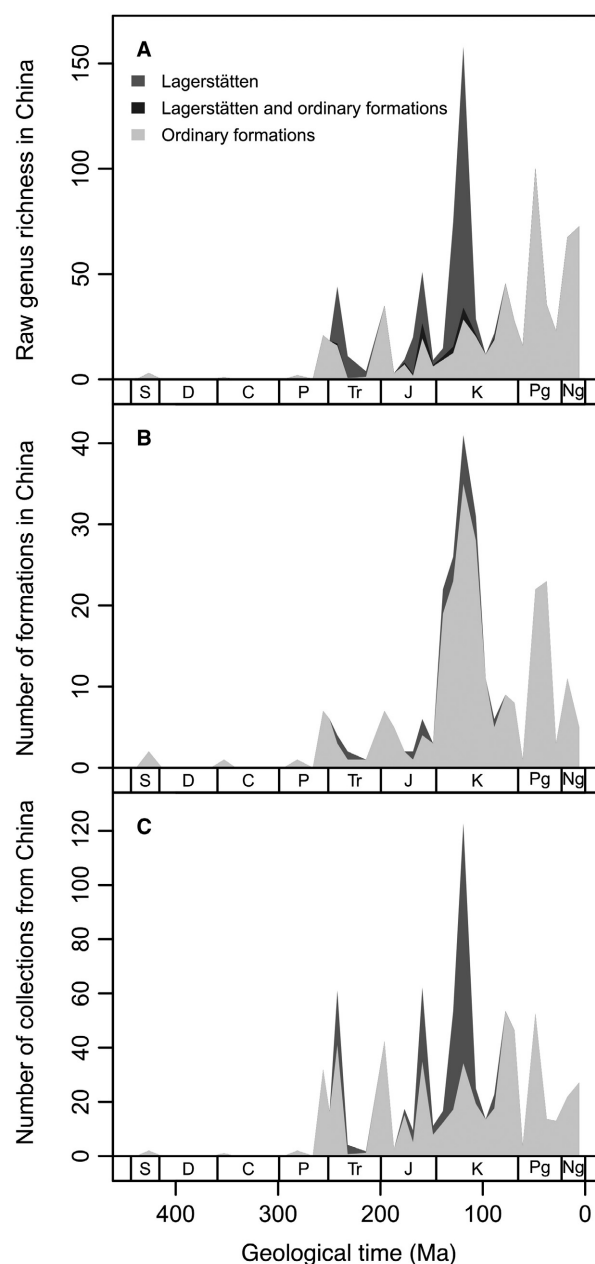 A
Lagerstätten
Lagerstätten and ordinary formations
Ordinary formations
Raw genus richness in China
150
100
50
0
S D C P Tr J K Pg Ng
B
Number of formations in China
40
30
20
10
0
S D C P Tr J K Pg Ng
C
Number of collections from China
120
100
80
60
40
20
0
S D C P Tr J K Pg Ng
400 300 200 100 0
Geological time (Ma)